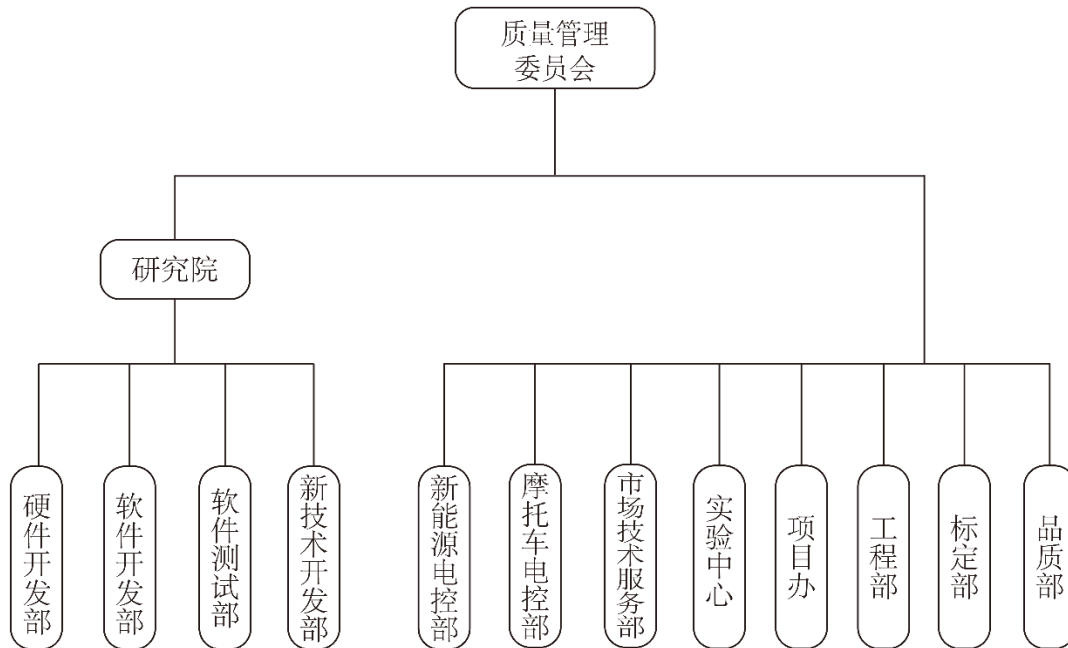 质量管理
委员会
研究院
硬件开发部
软件开发部
软件测试部
新技术开发部
新能源电控部
摩托车电控部
市场技术服务部
实验中心
项目办
工程部
标定部
品质部